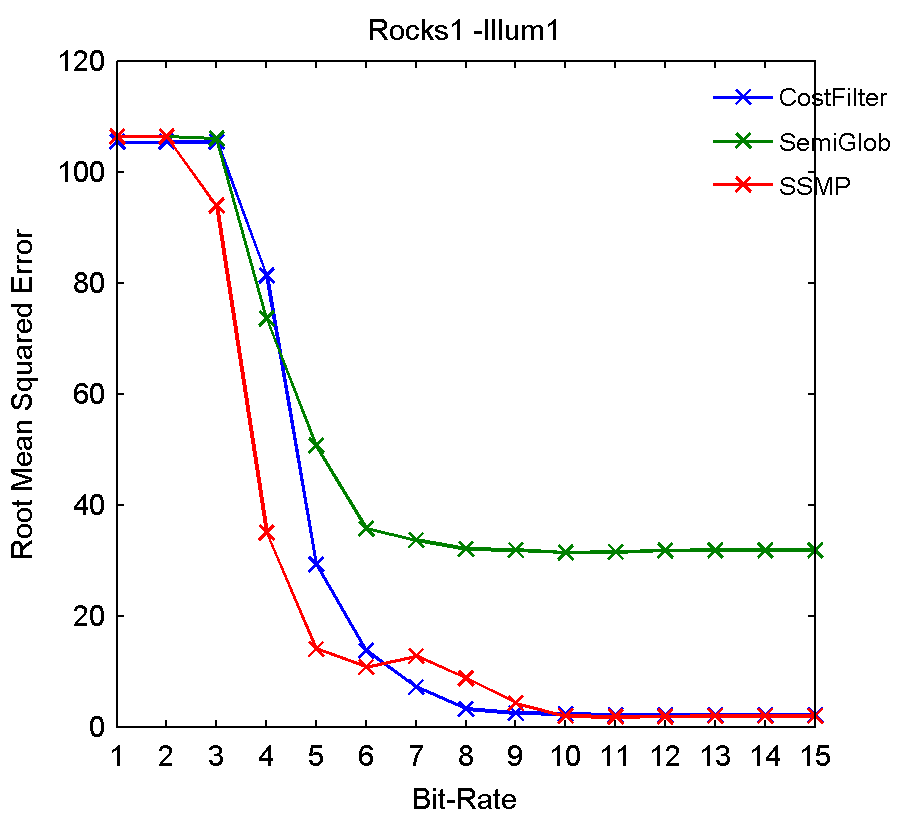 Rocks1 -Illum1
120
100
80
60
40
20
0
Root Mean Squared Error
CostFilter
SemiGlob
SSMP
1 2 3 4 5 6 7 8 9 10 11 12 13 14 15
Bit-Rate